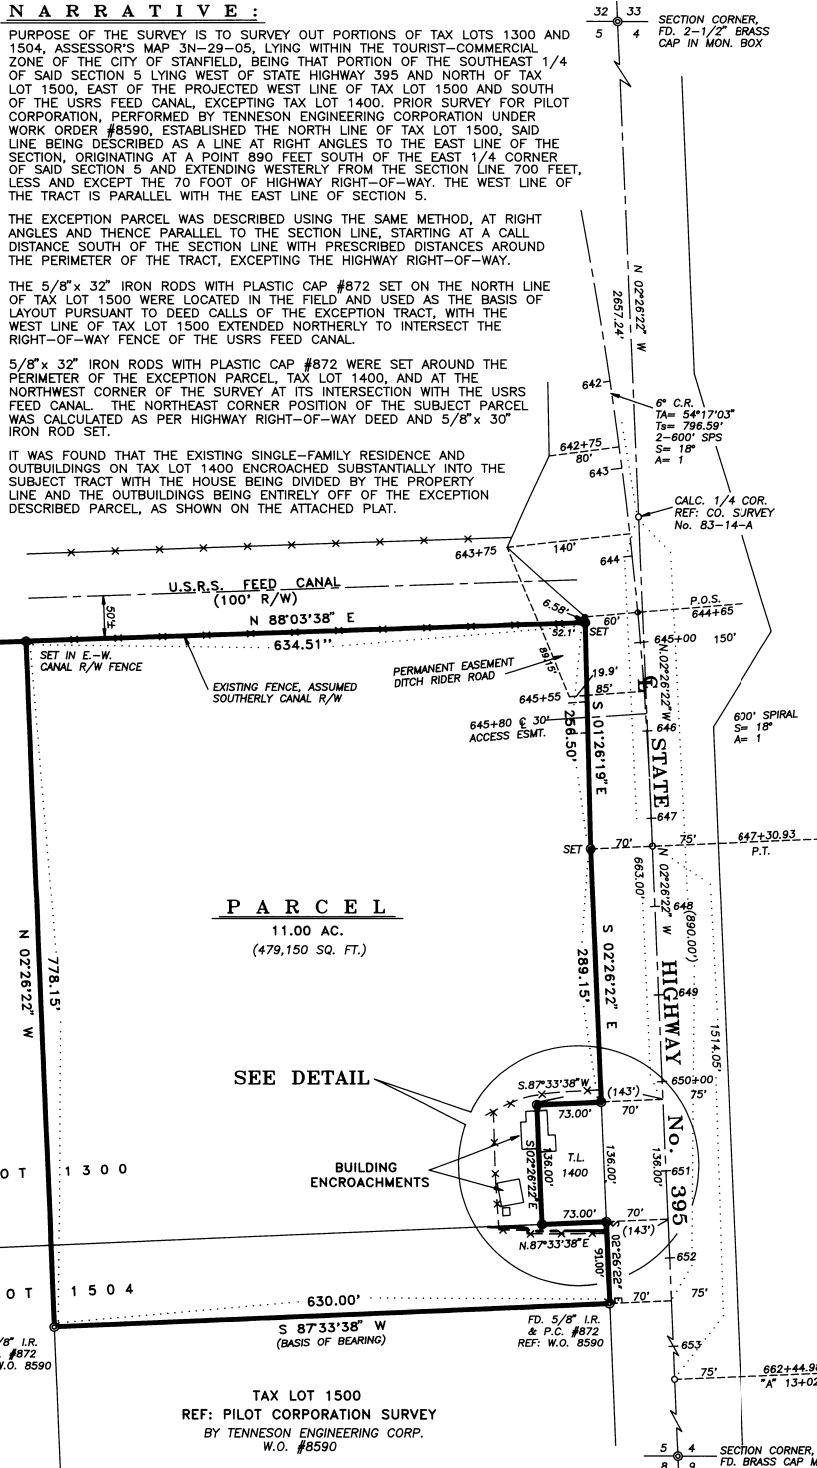 NARRATIVE:
PURPOSE OF THE SURVEY IS TO SURVEY OUT PORTIONS OF TAX LOTS 1300 AND
1504, ASSESSOR'S MAP 3N-29-05, LYING WITHIN THE TOURIST-COMMERCIAL
ZONE OF THE CITY OF STANFIELD, BEING THAT PORTION OF THE SOUTHEAST 1/4
OF SAID SECTION 5 LYING WEST OF STATE HIGHWAY 395 AND NORTH OF TAX
LOT 1500, EAST OF THE PROJECTED WEST LINE OF TAX LOT 1500 AND SOUTH
OF THE USRS FEED CANAL, EXCEPTING TAX LOT 1400. PRIOR SURVEY FOR PILOT
CORPORATION, PERFORMED BY TENNESON ENGINEERING CORPORATION UNDER
WORK ORDER #8590, ESTABLISHED THE NORTH LINE OF TAX LOT 1500, SAID
LINE BEING DESCRIBED AS A LINE AT RIGHT ANGLES TO THE EAST LINE OF THE
SECTION, ORIGINATING AT A POINT 890 FEET SOUTH OF THE EAST 1/4 CORNER
OF SAID SECTION 5 AND EXTENDING WESTERLY FROM THE SECTION LINE 700 FEET,
LESS AND EXCEPT THE 70 FOOT OF HIGHWAY RIGHT-OF-WAY. THE WEST LINE OF
THE TRACT IS PARALLEL WITH THE EAST LINE OF SECTION 5.
THE EXCEPTION PARCEL WAS DESCRIBED USING THE SAME METHOD, AT RIGHT
ANGLES AND THENCE PARALLEL TO THE SECTION LINE, STARTING AT A CALL
DISTANCE SOUTH OF THE SECTION LINE WITH PRESCRIBED DISTANCES AROUND
THE PERIMETER OF THE TRACT, EXCEPTING THE HIGHWAY RIGHT-OF-WAY.
THE 5/8"x 32" IRON RODS WITH PLASTIC CAP #872 SET ON THE NORTH LINE
OF TAX LOT 1500 WERE LOCATED IN THE FIELD AND USED AS THE BASIS OF
LAYOUT PURSUANT TO DEED CALLS OF THE EXCEPTION TRACT, WITH THE
WEST LINE OF TAX LOT 1500 EXTENDED NORTHERLY TO INTERSECT THE
RIGHT-OF-WAY FENCE OF THE USRS FEED CANAL.
5/8"x 32" IRON RODS WITH PLASTIC CAP #872 WERE SET AROUND THE
PERIMETER OF THE EXCEPTION PARCEL, TAX LOT 1400, AND AT THE
NORTHWEST CORNER OF THE SURVEY AT ITS INTERSECTION WITH THE USRS
FEED CANAL. THE NORTHEAST CORNER POSITION OF THE SUBJECT PARCEL
WAS CALCULATED AS PER HIGHWAY RIGHT-OF-WAY DEED AND 5/8"x 30"
IRON ROD SET.
IT WAS FOUND THAT THE EXISTING SINGLE-FAMILY RESIDENCE AND
OUTBUILDINGS ON TAX LOT 1400 ENCROACHED SUBSTANTIALLY INTO THE
SUBJECT TRACT WITH THE HOUSE BEING DIVIDED BY THE PROPERTY
LINE AND THE OUTBUILDINGS BEING ENTIRELY OFF OF THE EXCEPTION
DESCRIBED PARCEL, AS SHOWN ON THE ATTACHED PLAT.
32 33
5 4
SECTION CORNER,
FD. 2-1/2" BRASS
CAP IN MON. BOX
N 02°26'22" W
2657.24'
642
6° C.R.
TA= 54°17'03"
Ts= 796.59'
2-600' SPS
S= 18°
A= 1
642+75
80'
643
CALC. 1/4 COR.
REF: CO. SURVEY
No. 83-14-A
643+75
140'
644
U.S.R.S. FEED CANAL
(100' R/W)
50'±
N 88°03'38" E
634.51'
6.58'
52.1'
SET
60'
P.O.S.
644+65
645+00
150'
SET IN E.-W.
CANAL R/W FENCE
EXISTING FENCE, ASSUMED
SOUTHERLY CANAL R/W
PERMANENT EASEMENT
DITCH RIDER ROAD
89.15'
19.9'
645+55
85'
N.02°26'22"W
645+80 ℄ 30'
ACCESS ESMT.
256.50'
S 01°26'19"E
℄
646
600' SPIRAL
S= 18°
A= 1
STATE
647
SET
70'
75'
647+30.93
P.T.
663.00'
N 02°26'22" W
648
(890.00')
PARCEL
11.00 AC.
(479,150 SQ. FT.)
N 02°26'22" W
778.15'
289.15'
S 02°26'22" E
649
HIGHWAY
1514.05'
SEE DETAIL
650+00
75'
S.87°33'38"W
(143')
73.00'
70'
No. 395
BUILDING
ENCROACHMENTS
S 02°26'22"E
136.00'
T.L.
1400
136.00'
136.00'
651
OT 1300
73.00'
70'
(143')
N.87°33'38"E
91.00'
S 02°26'22" E
652
OT 1504
630.00'
70'
75'
S 87°33'38" W
(BASIS OF BEARING)
FD. 5/8" I.R.
& P.C. #872
REF: W.O. 8590
/8" I.R.
. #872
W.O. 8590
653
75'
662+44.98
"A" 13+02
TAX LOT 1500
REF: PILOT CORPORATION SURVEY
BY TENNESON ENGINEERING CORP.
W.O. #8590
5 4
8 9
SECTION CORNER,
FD. BRASS CAP